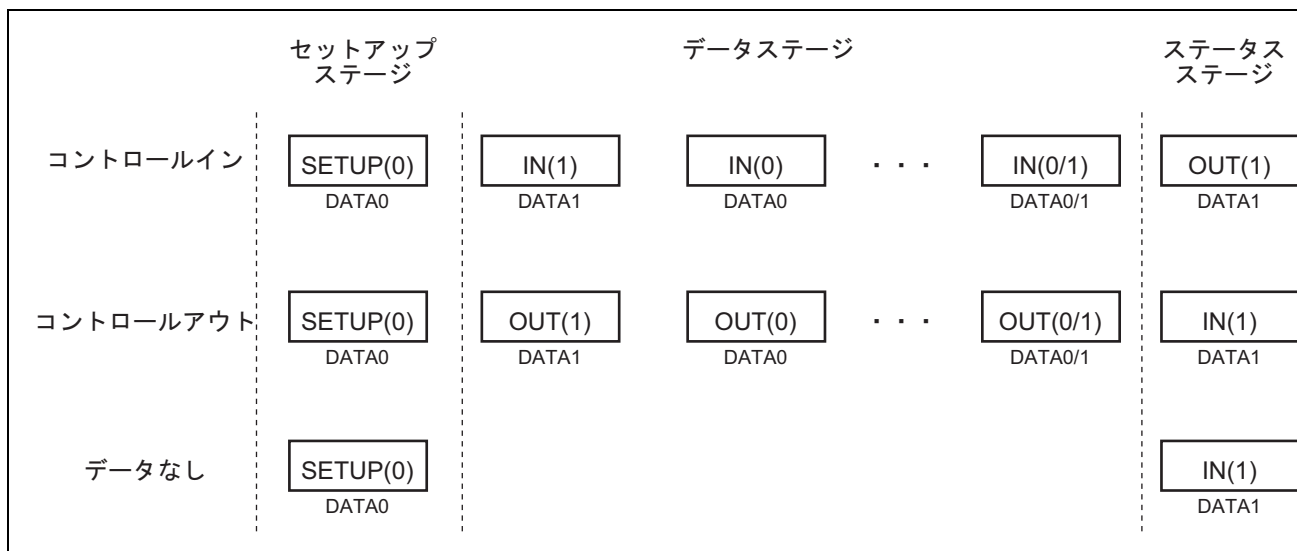 セットアップ
ステージ
データステージ
ステータス
ステージ
コントロールイン
SETUP(0)
IN(1)
IN(0)
・・・
IN(0/1)
OUT(1)
DATA0
DATA1
DATA0
DATA0/1
DATA1
コントロールアウト
SETUP(0)
OUT(1)
OUT(0)
・・・
OUT(0/1)
IN(1)
DATA0
DATA1
DATA0
DATA0/1
DATA1
データなし
SETUP(0)
IN(1)
DATA0
DATA1